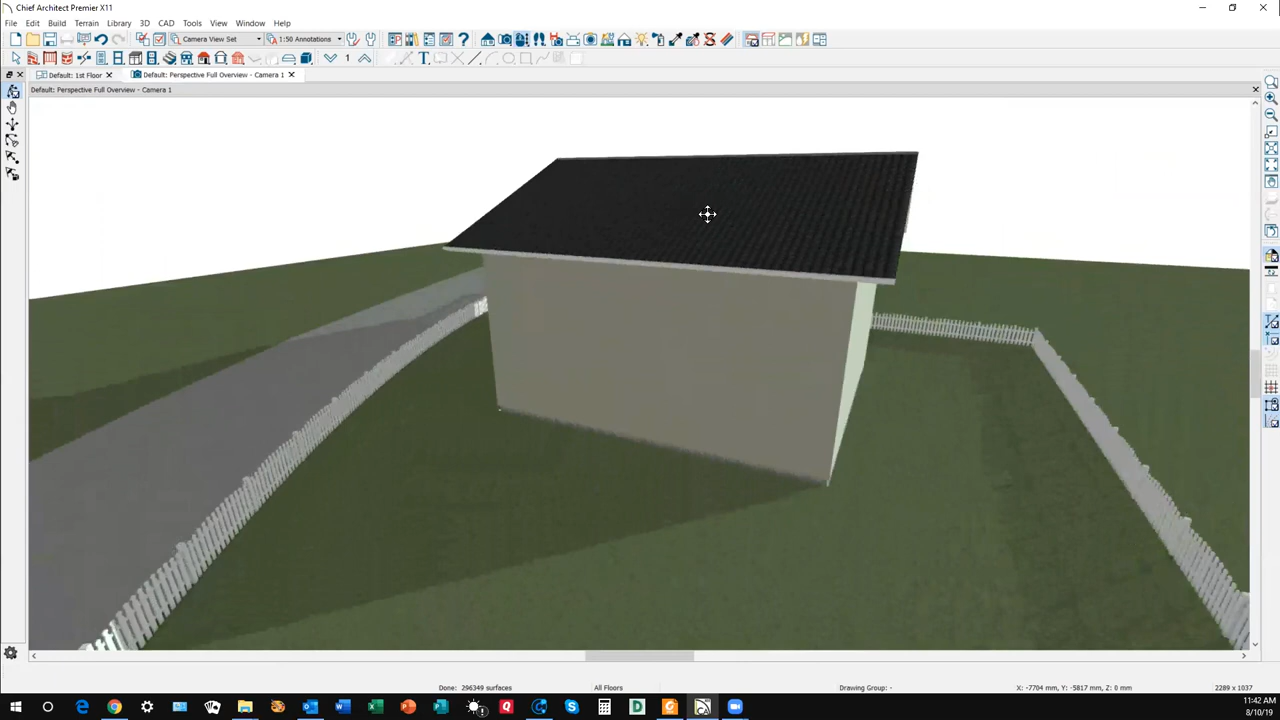 Chief Architect Premier X11
File Edit Build Terrain Library 3D CAD Tools View Window Help
Camera View Set 1:50 Annotations
1
Default: 1st Floor Default: Perspective Full Overview - Camera 1
Default: Perspective Full Overview - Camera 1
Done: 296349 surfaces All Floors Drawing Group: - X: -7704 mm, Y: -5817 mm, Z: 0 mm 2289 x 1037
11:42 AM
8/10/19